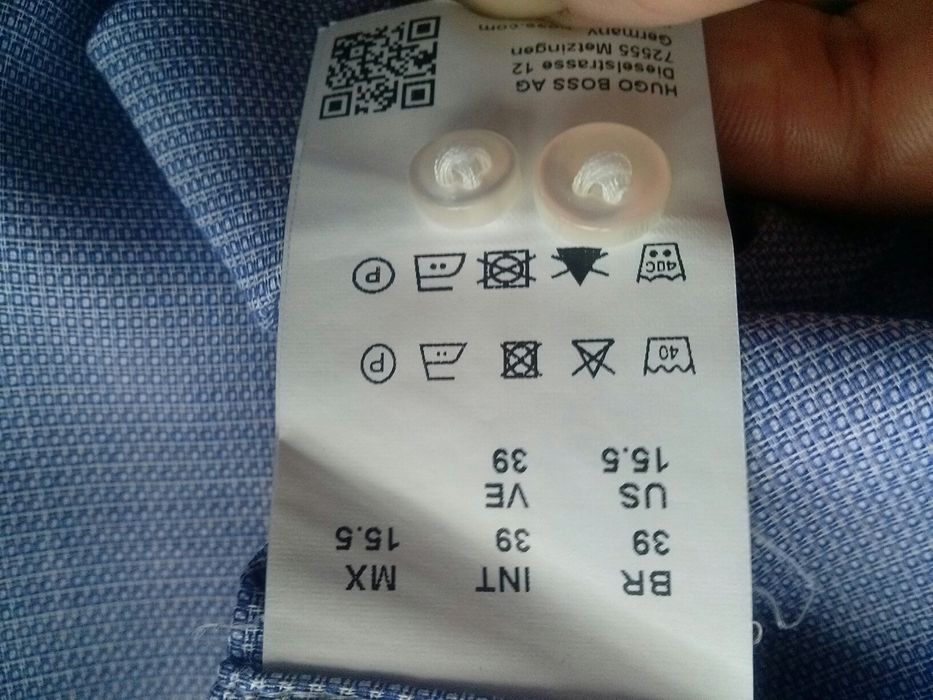 BR INT MX
39 39 15.5
US VE
15.5 39
40 P
40C P
HUGO BOSS AG
Dieselstrasse 12
72555 Metzingen
Germany